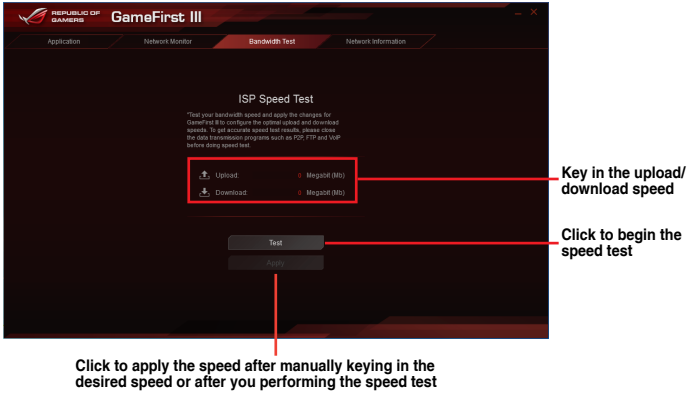 REPUBLIC OF
GAMERS
GameFirst III
Application
Network Monitor
Bandwidth Test
Network Information
ISP Speed Test
*Test your bandwidth speed and apply the changes for
GameFirst III to configure the optimal upload and download
speeds. To get accurate speed test results, please close
the data transmission programs such as P2P, FTP and VoIP
before doing speed test.
Upload: 0 Megabit (Mb)
Download: 0 Megabit (Mb)
Key in the upload/
download speed
Test
Click to begin the
speed test
Apply
Click to apply the speed after manually keying in the
desired speed or after you performing the speed test